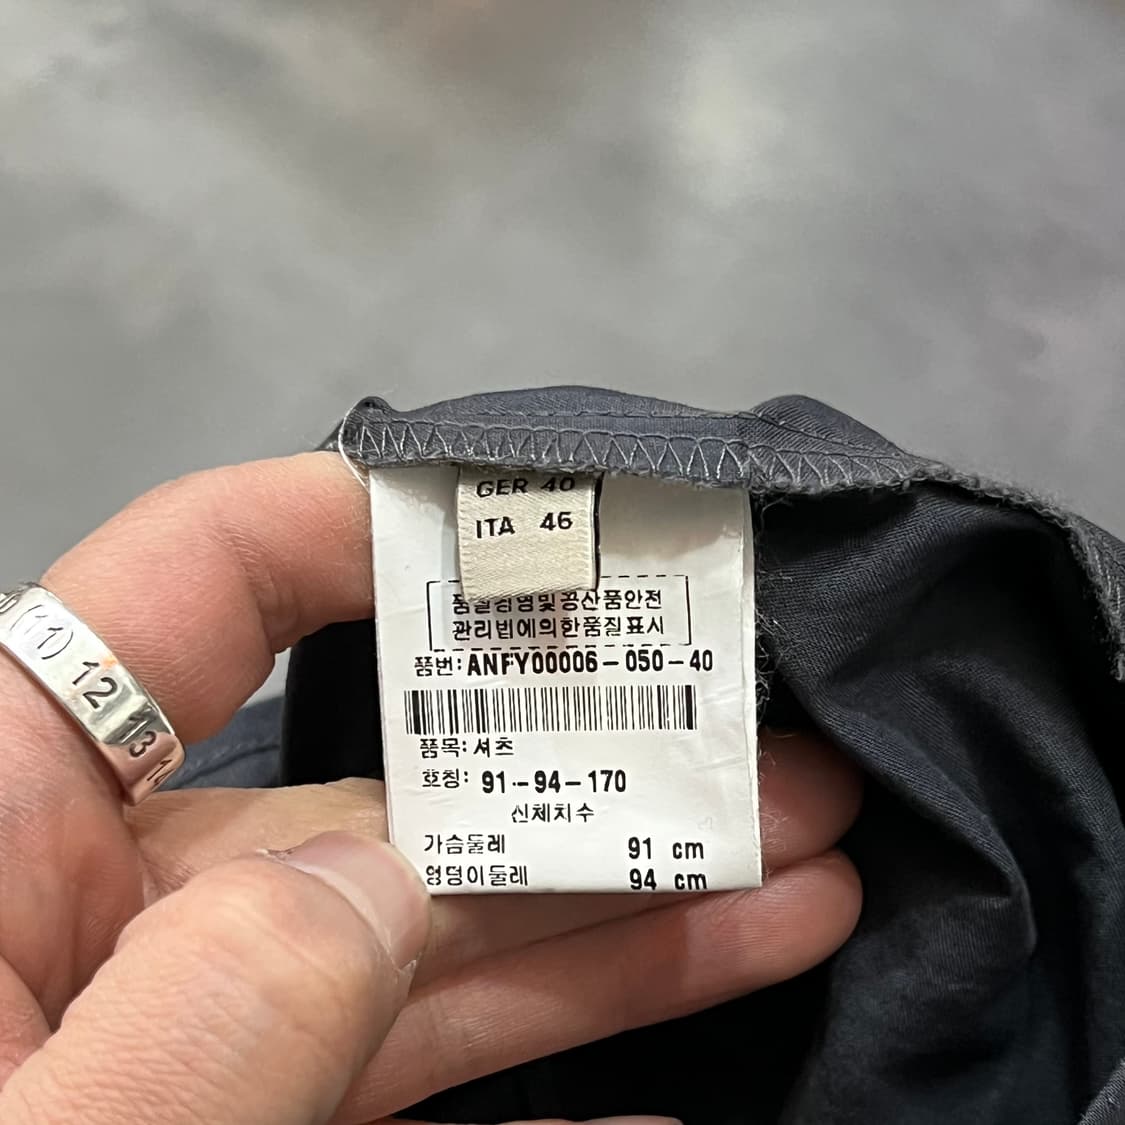 (11) 12 13 14
GER 40
ITA 46
품질경영및공산품안전
관리법에의한품질표시
품번: ANFY00006-050-40
품목: 셔츠
호칭: 91-94-170
신체치수
가슴둘레 91 cm
엉덩이둘레 94 cm